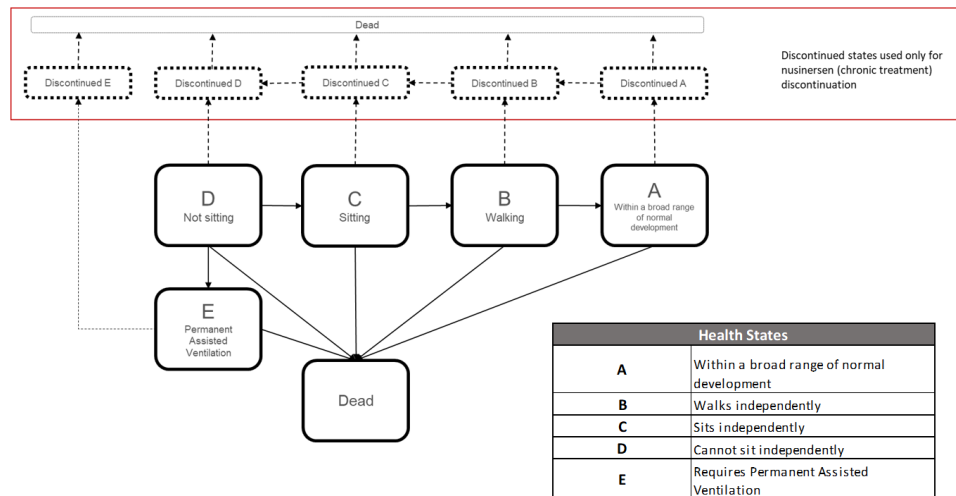 Dead
Discontinued E
Discontinued D
Discontinued C
Discontinued B
Discontinued A
Discontinued states used only for
nusinersen (chronic treatment)
discontinuation
D
Not sitting
C
Sitting
B
Walking
A
Within a broad range
of normal
development
E
Permanent
Assisted
Ventilation
Dead
Health States
A
Within a broad range of normal
development
B
Walks independently
C
Sits independently
D
Cannot sit independently
E
Requires Permanent Assisted
Ventilation